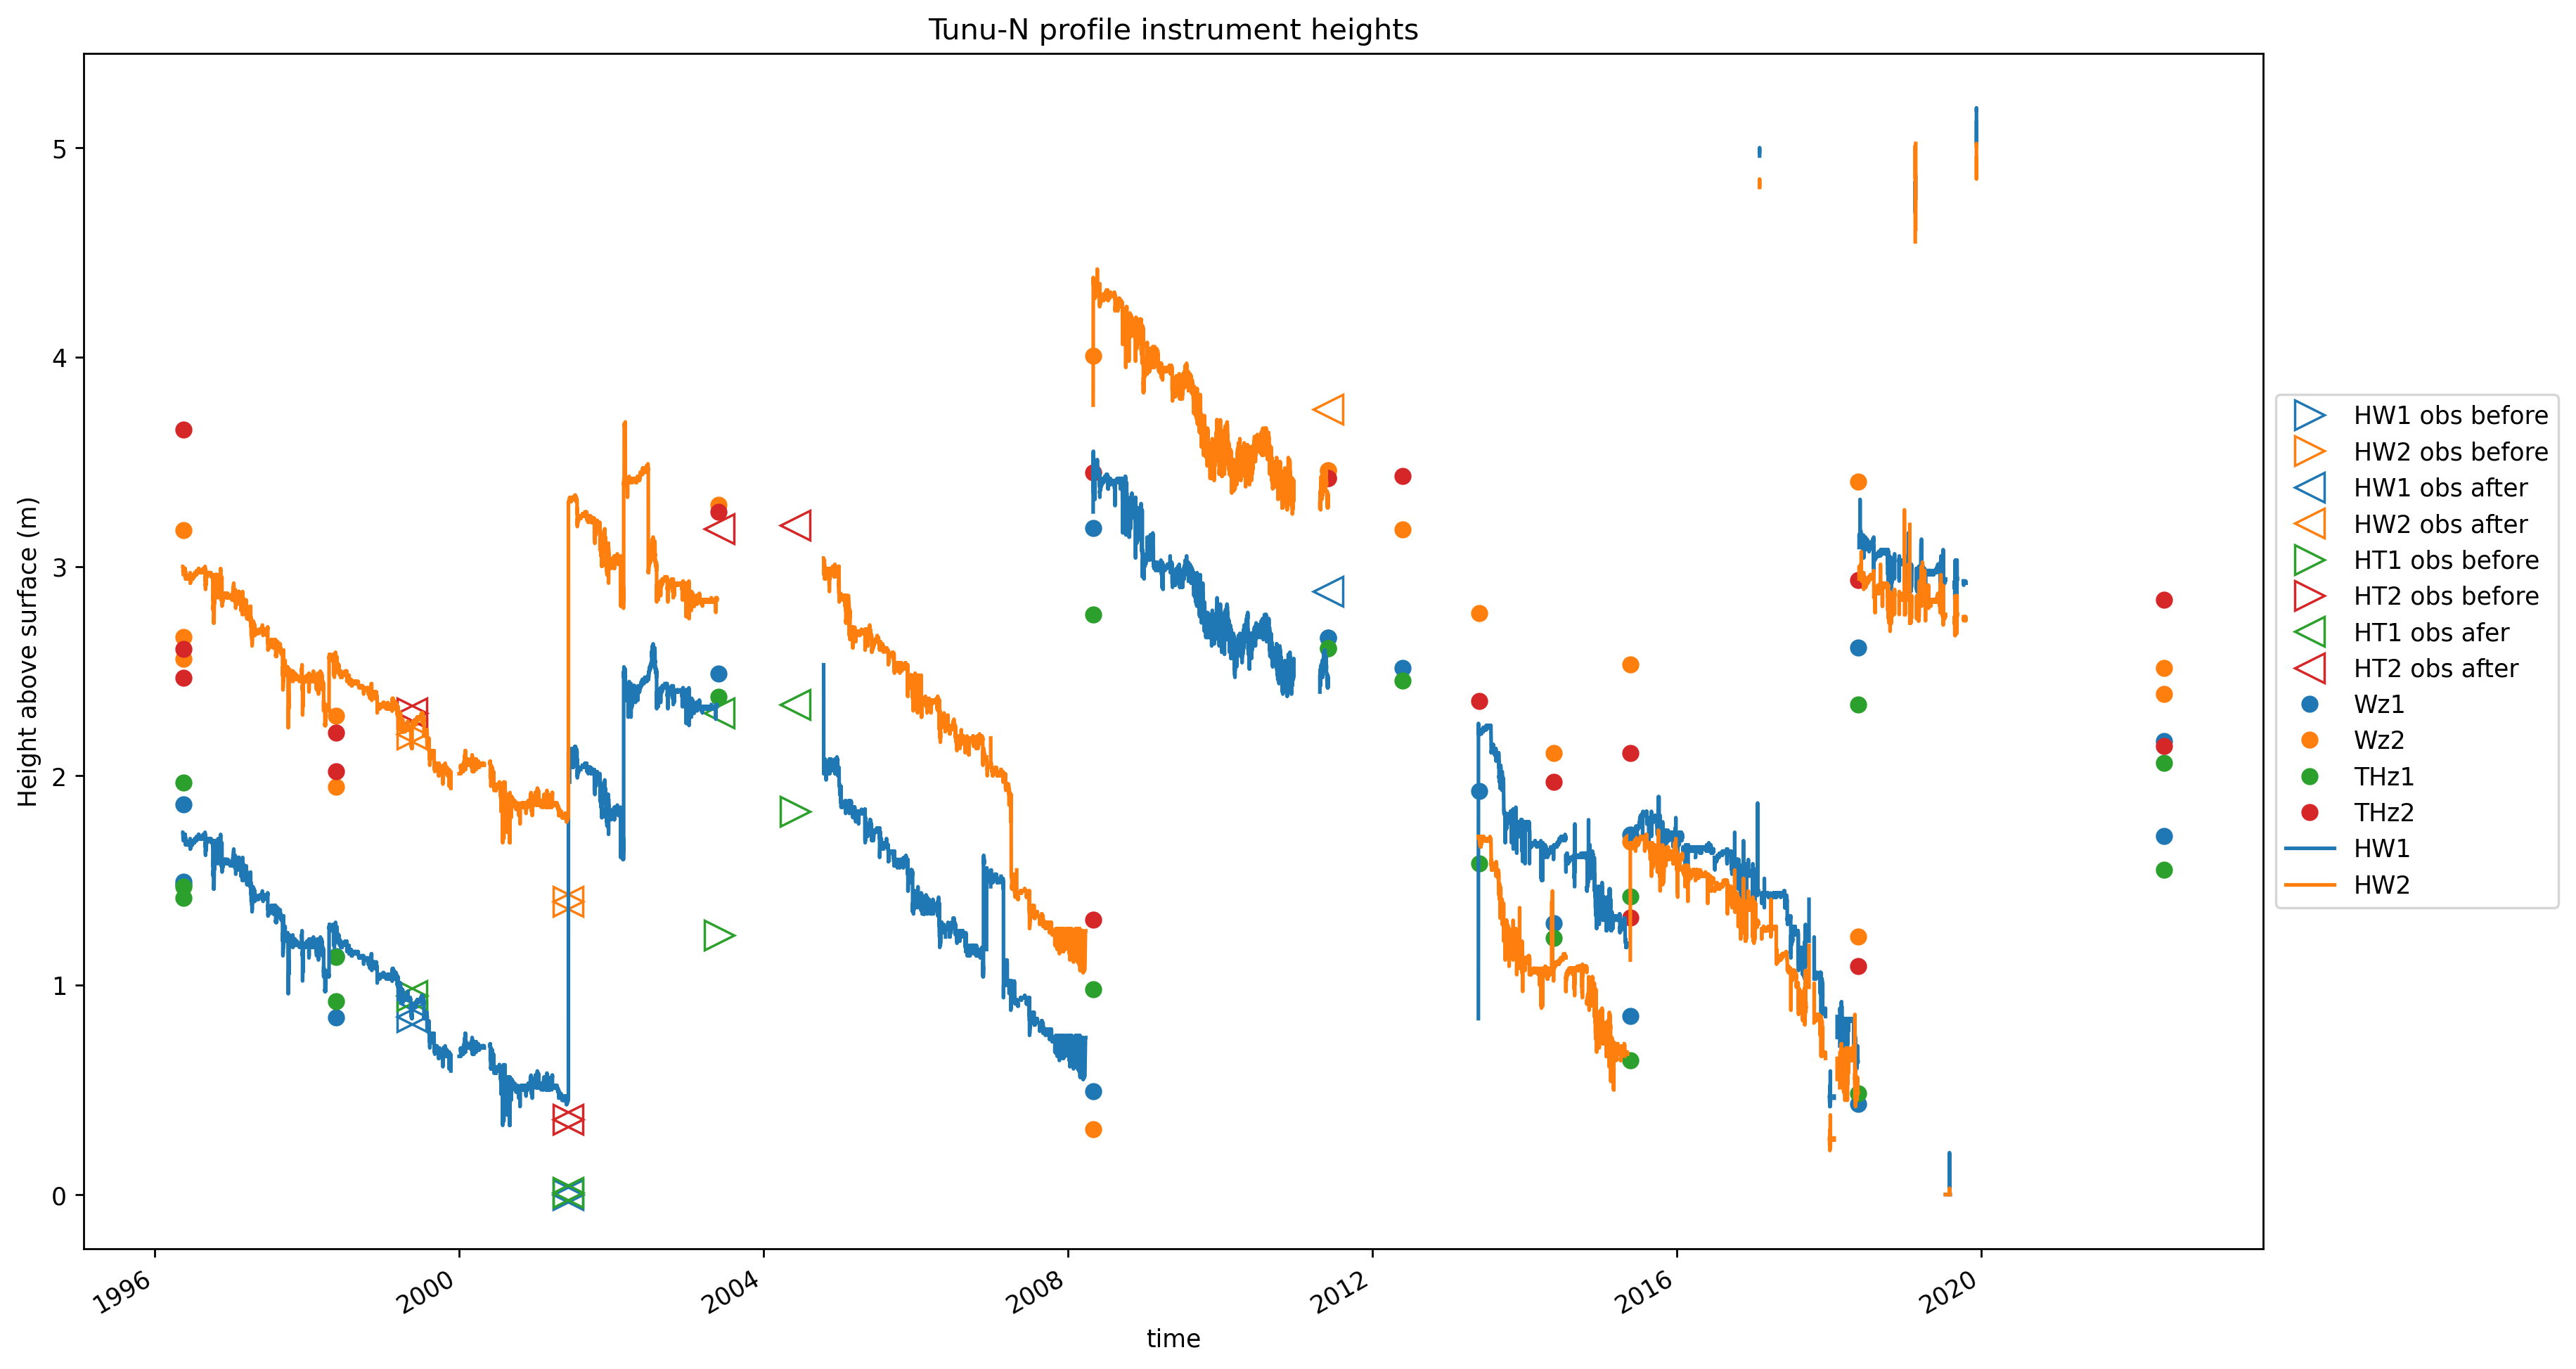 Tunu-N profile instrument heights
Height above surface (m)
5
4
3
2
1
0
1996
2000
2004
2008
2012
2016
2020
time
HW1 obs before
HW2 obs before
HW1 obs after
HW2 obs after
HT1 obs before
HT2 obs before
HT1 obs afer
HT2 obs after
Wz1
Wz2
THz1
THz2
HW1
HW2